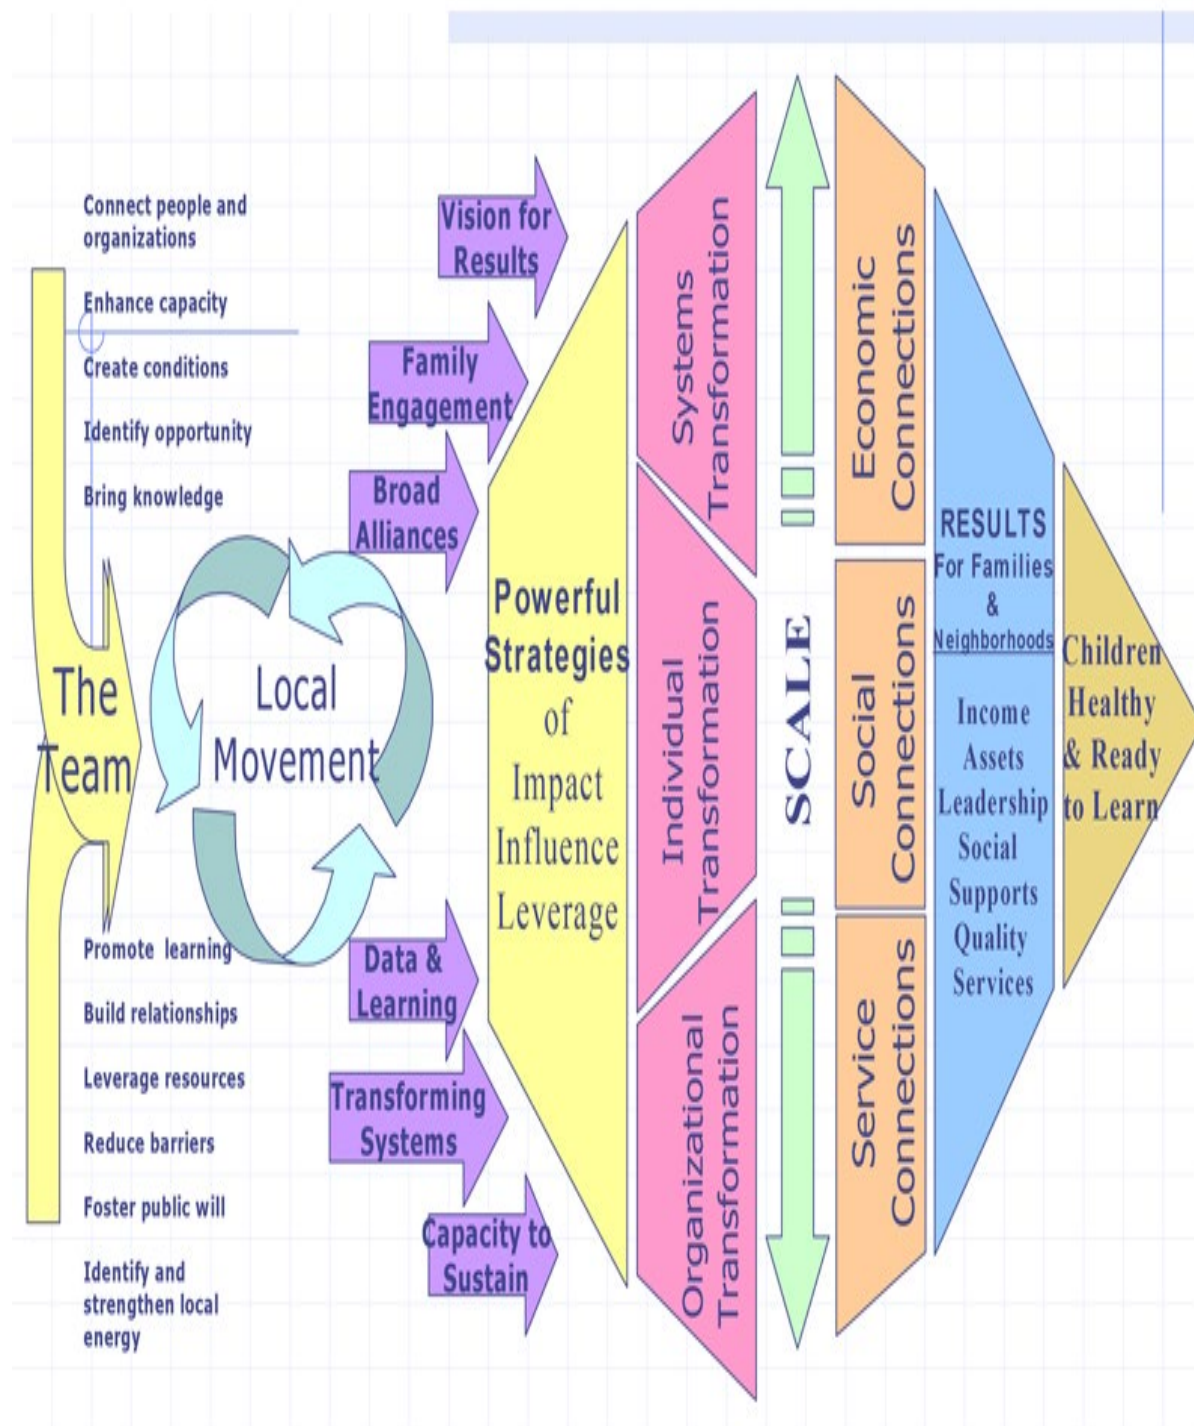 Connect people and
organizations
Enhance capacity
Create conditions
Identify opportunity
Bring knowledge
The
Team
Promote learning
Build relationships
Leverage resources
Reduce barriers
Foster public will
Identify and
strengthen local
energy
Local
Movement
Vision for
Results
Family
Engagement
Broad
Alliances
Data &
Learning
Transforming
Systems
Capacity to
Sustain
Powerful
Strategies
of
Impact
Influence
Leverage
Systems
Transformation
Individual
Transformation
Organizational
Transformation
SCALE
Economic
Connections
Social
Connections
Service
Connections
RESULTS
For Families
&
Neighborhoods
Income
Assets
Leadership
Social
Supports
Quality
Services
Children
Healthy
& Ready
to Learn